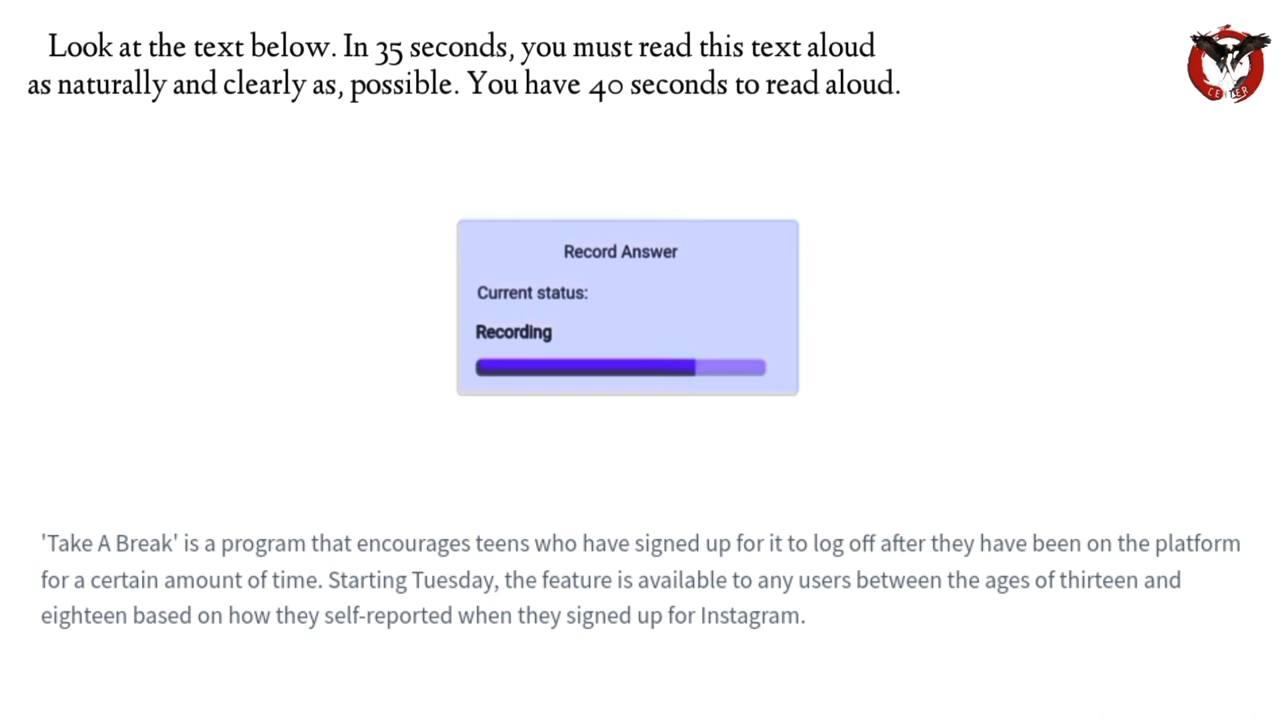 Look at the text below. In 35 seconds, you must read this text aloud
as naturally and clearly as, possible. You have 40 seconds to read aloud.
CENTER
Record Answer
Current status:
Recording
'Take A Break' is a program that encourages teens who have signed up for it to log off after they have been on the platform
for a certain amount of time. Starting Tuesday, the feature is available to any users between the ages of thirteen and
eighteen based on how they self-reported when they signed up for Instagram.